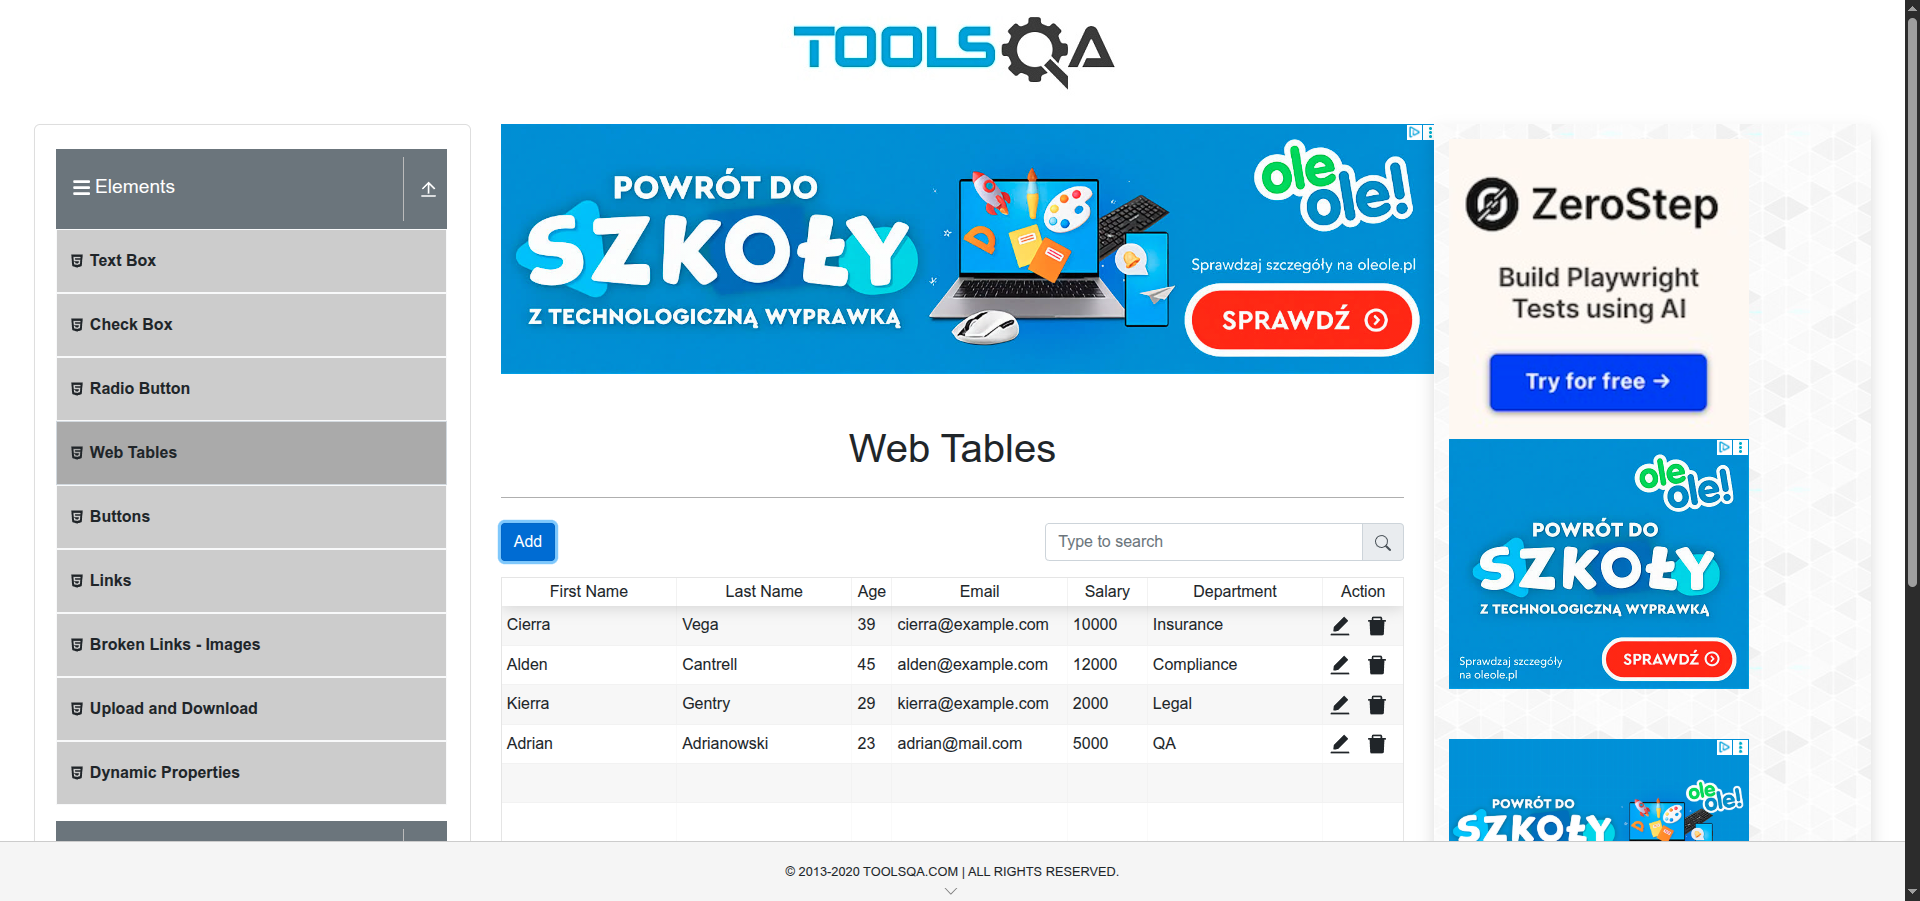 TOOLSQA
Elements
Text Box
Check Box
Radio Button
Web Tables
Buttons
Links
Broken Links - Images
Upload and Download
Dynamic Properties
POWRÓT DO
SZKOŁY
Z TECHNOLOGICZNĄ WYPRAWKĄ
ole ole!
Sprawdzaj szczegóły na oleole.pl
SPRAWDŹ
Web Tables
Add
Type to search
First Name Last Name Age Email Salary Department Action
Cierra Vega 39 cierra@example.com 10000 Insurance
Alden Cantrell 45 alden@example.com 12000 Compliance
Kierra Gentry 29 kierra@example.com 2000 Legal
Adrian Adrianowski 23 adrian@mail.com 5000 QA
ZeroStep
Build Playwright
Tests using AI
Try for free →
ole ole!
POWRÓT DO
SZKOŁY
Z TECHNOLOGICZNĄ WYPRAWKĄ
Sprawdzaj szczegóły
na oleole.pl
SPRAWDŹ
ole ole!
POWRÓT DO
SZKOŁY
© 2013-2020 TOOLSQA.COM | ALL RIGHTS RESERVED.